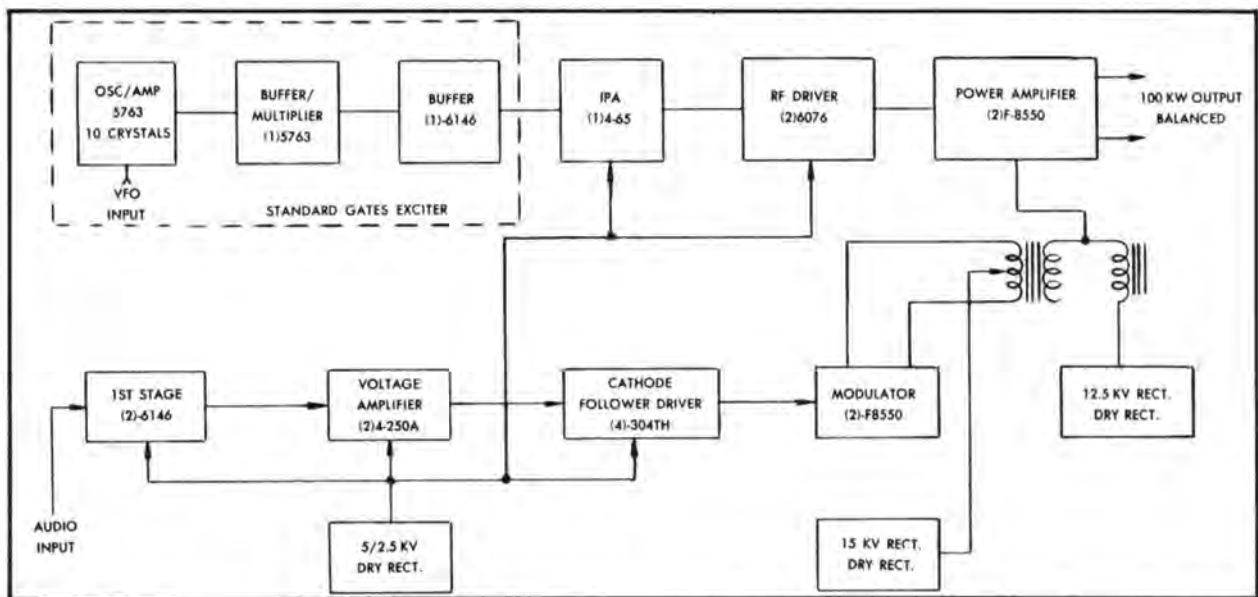 OSC/AMP
5763
10 CRYSTALS
BUFFER/
MULTIPLIER
(1)5763
BUFFER
(1)-6146
IPA
(1)4-65
RF DRIVER
(2)6076
POWER AMPLIFIER
(2)F-8550
100 KW OUTPUT
BALANCED
VFO
INPUT
STANDARD GATES EXCITER
1ST STAGE
(2)-6146
VOLTAGE
AMPLIFIER
(2)4-250A
CATHODE
FOLLOWER DRIVER
(4)-304TH
MODULATOR
(2)-F8550
12.5 KV RECT.
DRY RECT.
AUDIO
INPUT
5/2.5 KV
DRY RECT.
15 KV RECT.
DRY RECT.